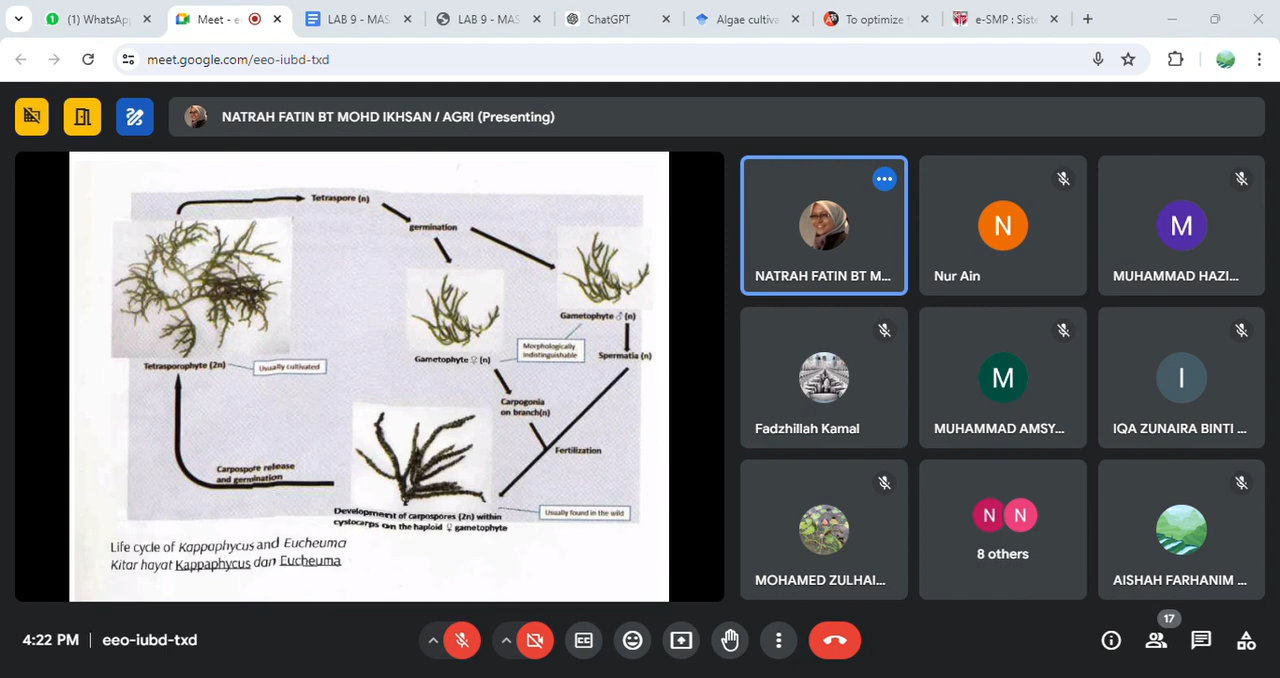 (1) WhatsApp
Meet - e
LAB 9 - MAS
LAB 9 - MAS
ChatGPT
Algae cultiva
To optimize
e-SMP : Siste
meet.google.com/eeo-iubd-txd
NATRAH FATIN BT MOHD IKHSAN / AGRI (Presenting)
Tetraspore (n)
germination
Gametophyte ♂ (n)
Gametophyte ♀ (n)
Morphologically
indistinguishable
Spermatia (n)
Tetrasporophyte (2n)
Usually cultivated
Carpogonia
on branch(n)
Fertilization
Carpospore release
and germination
Development of carpospores (2n) within
cystocarps on the haploid ♀ gametophyte
Usually found in the wild
Life cycle of Kappaphycus and Eucheuma
Kitar hayat Kappaphycus dan Eucheuma
NATRAH FATIN BT M...
N
Nur Ain
M
MUHAMMAD HAZI...
Fadzhillah Kamal
M
MUHAMMAD AMSY...
I
IQA ZUNAIRA BINTI ...
MOHAMED ZULHAI...
N N
8 others
AISHAH FARHANIM ...
4:22 PM | eeo-iubd-txd
17